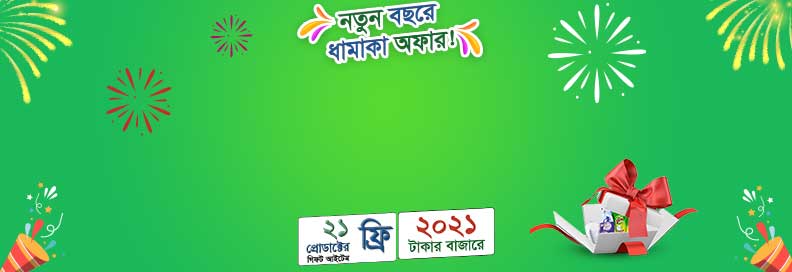 নতুন বছরে
ধামাকা অফার!
২১
প্রোডাক্টের
গিফট আইটেম
ফ্রি
২০২১
টাকার বাজারে